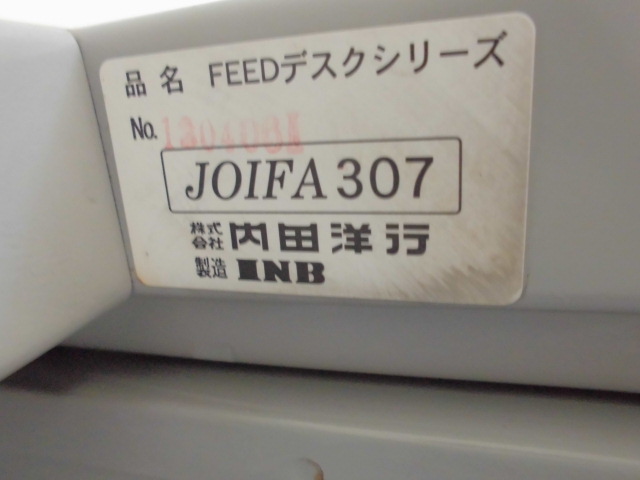 品名 FEEDデスクシリーズ
No.
JOIFA 307
株式会社 内田洋行
製造 INB